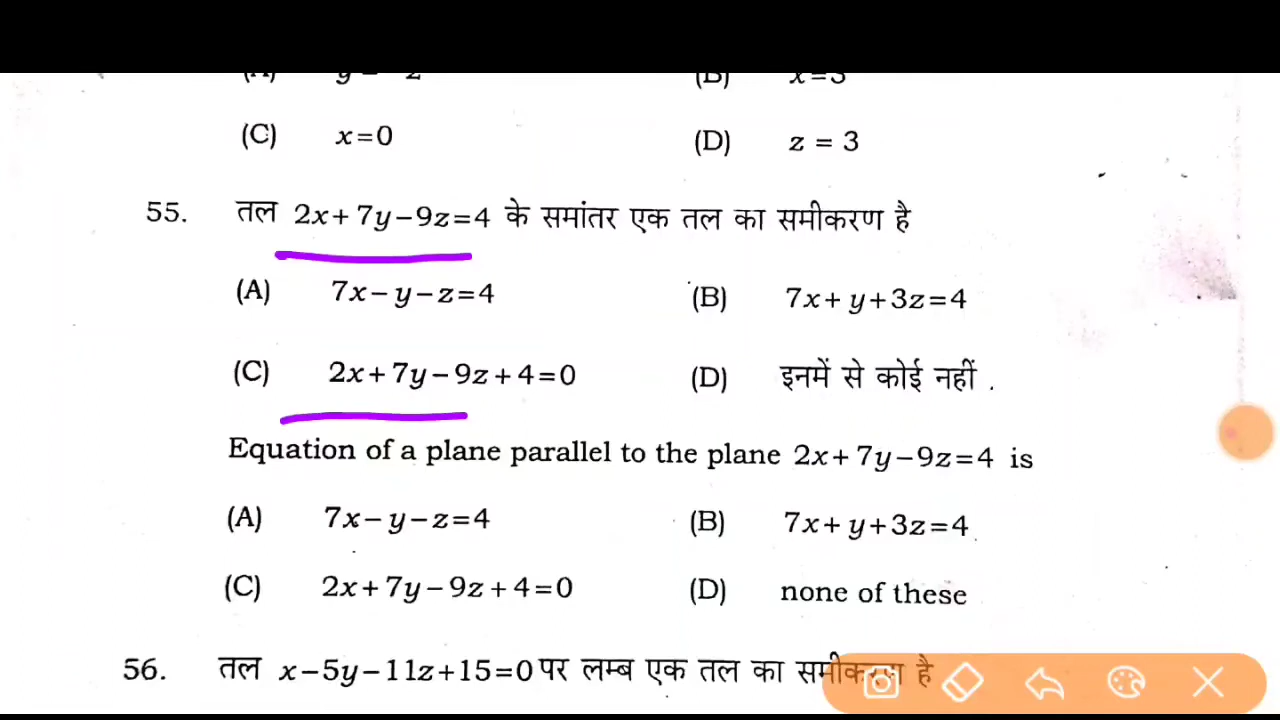 (C) x=0 (D) z = 3
55. तल 2x+7y−9z=4 के समांतर एक तल का समीकरण है
(A) 7x−y−z=4 (B) 7x+y+3z=4
(C) 2x+7y−9z+4=0 (D) इनमें से कोई नहीं .
Equation of a plane parallel to the plane 2x+7y−9z=4 is
(A) 7x−y−z=4 (B) 7x+y+3z=4
(C) 2x+7y−9z+4=0 (D) none of these
56. तल x−5y−11z+15=0 पर लम्ब एक तल का समीकरण है